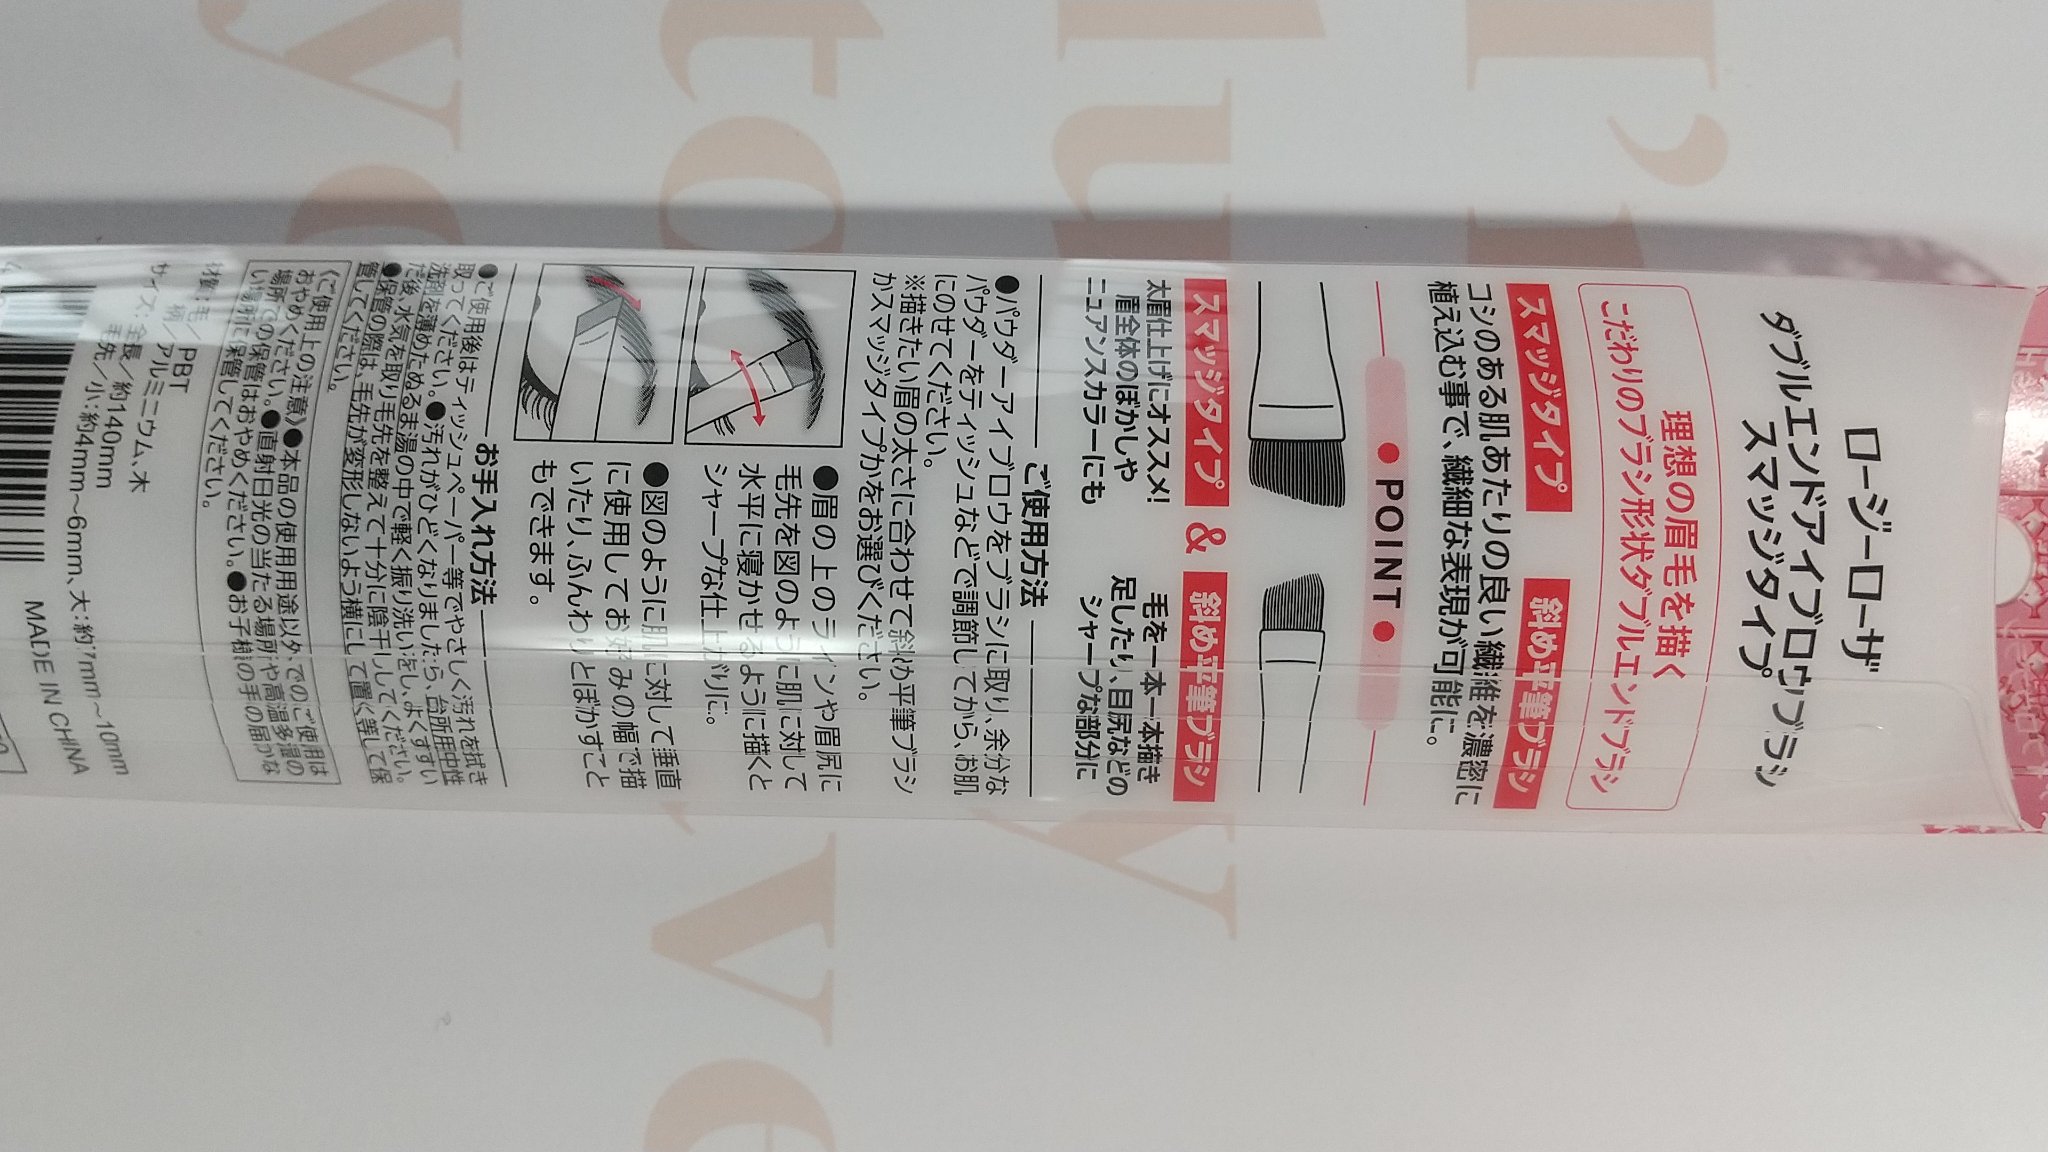 ロージーローザ
ダブルエンドアイブロウブラシ
スマッジタイプ
理想の眉毛を描く
こだわりのブラシ形状ダブルエンドブラシ
スマッジタイプ
斜め平筆ブラシ
コシのある肌あたりの良い繊維を濃密に
植え込む事で、繊細な表現が可能に。
●POINT●
スマッジタイプ & 斜め平筆ブラシ
太眉仕上げにオススメ!
眉全体のぼかしや
ニュアンスカラーにも
毛を一本一本描き
足したり、目尻などの
シャープな部分に
ご使用方法
●パウダーアイブロウをブラシに取り、余分な
パウダーをティッシュなどで調節してから、お肌
にのせてください。
※描きたい眉の太さに合わせて斜め平筆ブラシ
かスマッジタイプかをお選びください。
●眉の上のラインや眉尻に
毛先を図のように肌に対して
水平に寝かせるように描くと
シャープな仕上がりに。
●図のように肌に対して垂直
に使用してお好みの幅で描
いたり、ふんわりとぼかすこと
もできます。
お手入れ方法
●ご使用後はティッシュペーパー等でやさしく汚れを拭き
取ってください。●汚れがひどくなりましたら、台所用中性
洗剤を薄めたぬるま湯の中で軽く振り洗いをし、よくすすい
だ後、水気を取り毛先を整えて十分に陰干ししてください。
●保管の際は、毛先が変形しないよう横にして置く等して保
管してください。
《ご使用上の注意》●本品の使用用途以外でのご使用は
おやめください。●直射日光の当たる場所や高温多湿の
場所での保管はおやめください。●お子様の手の届かな
い場所に保管してください。
材質:毛/PBT
柄/アルミニウム、木
サイズ:全長/約140mm
毛先/小:約4mm〜6mm、大:約7mm〜10mm
MADE IN CHINA